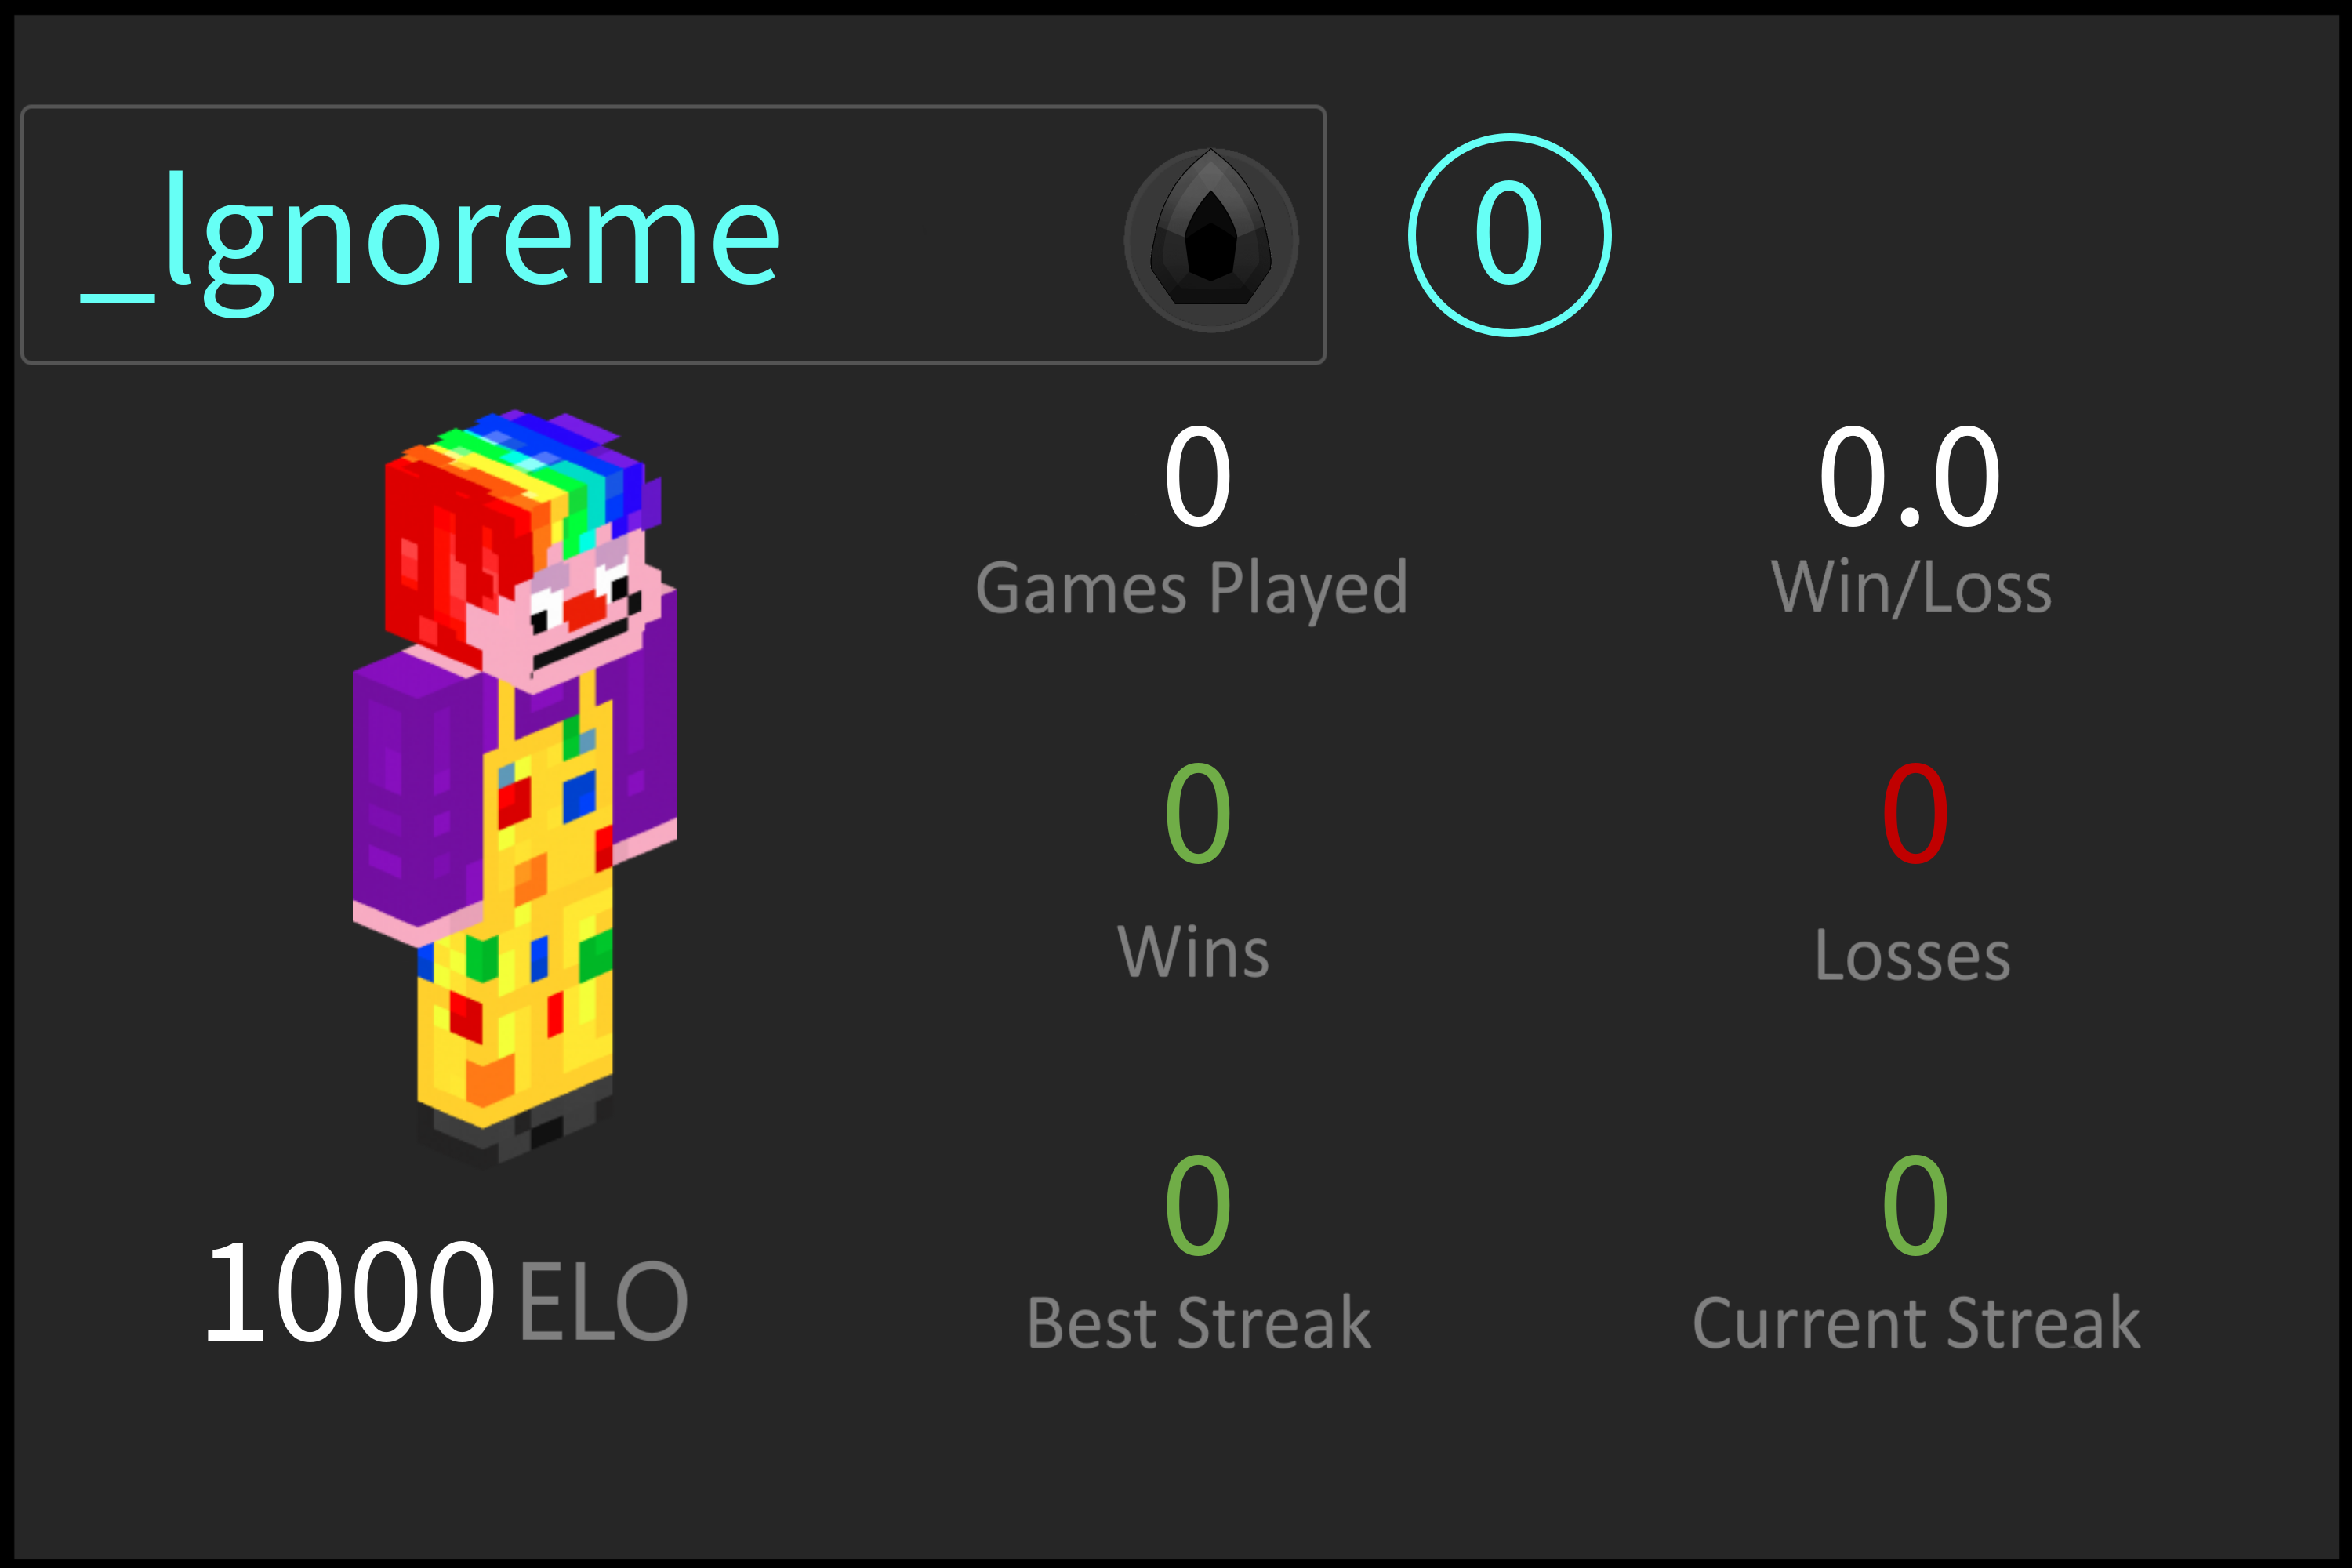 _lgnoreme
0
0
0.0
Games Played
Win/Loss
0
0
Wins
Losses
0
0
1000 ELO
Best Streak
Current Streak